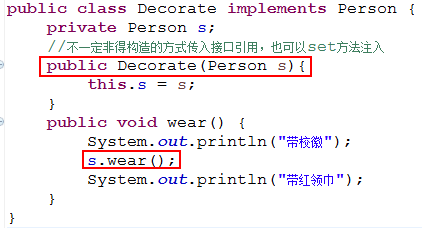 public class Decorate implements Person {
private Person s;
//不一定非得构造的方式传入接口引用，也可以set方法注入
public Decorate(Person s){
this.s = s;
}
public void wear() {
System.out.println("带校徽");
s.wear();
System.out.println("带红领巾");
}
}